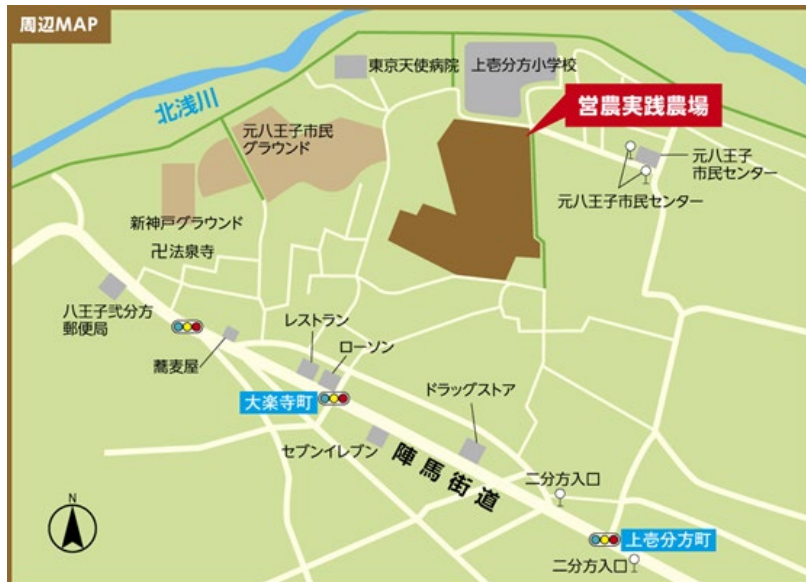 周辺MAP
北浅川
東京天使病院
上壱分方小学校
営農実践農場
元八王子市民
グラウンド
元八王子
市民センター
元八王子市民センター
新神戸グラウンド
卍法泉寺
八王子弐分方
郵便局
蕎麦屋
レストラン
ローソン
大楽寺町
ドラッグストア
セブンイレブン
陣馬街道
二分方入口
上壱分方町
二分方入口
N